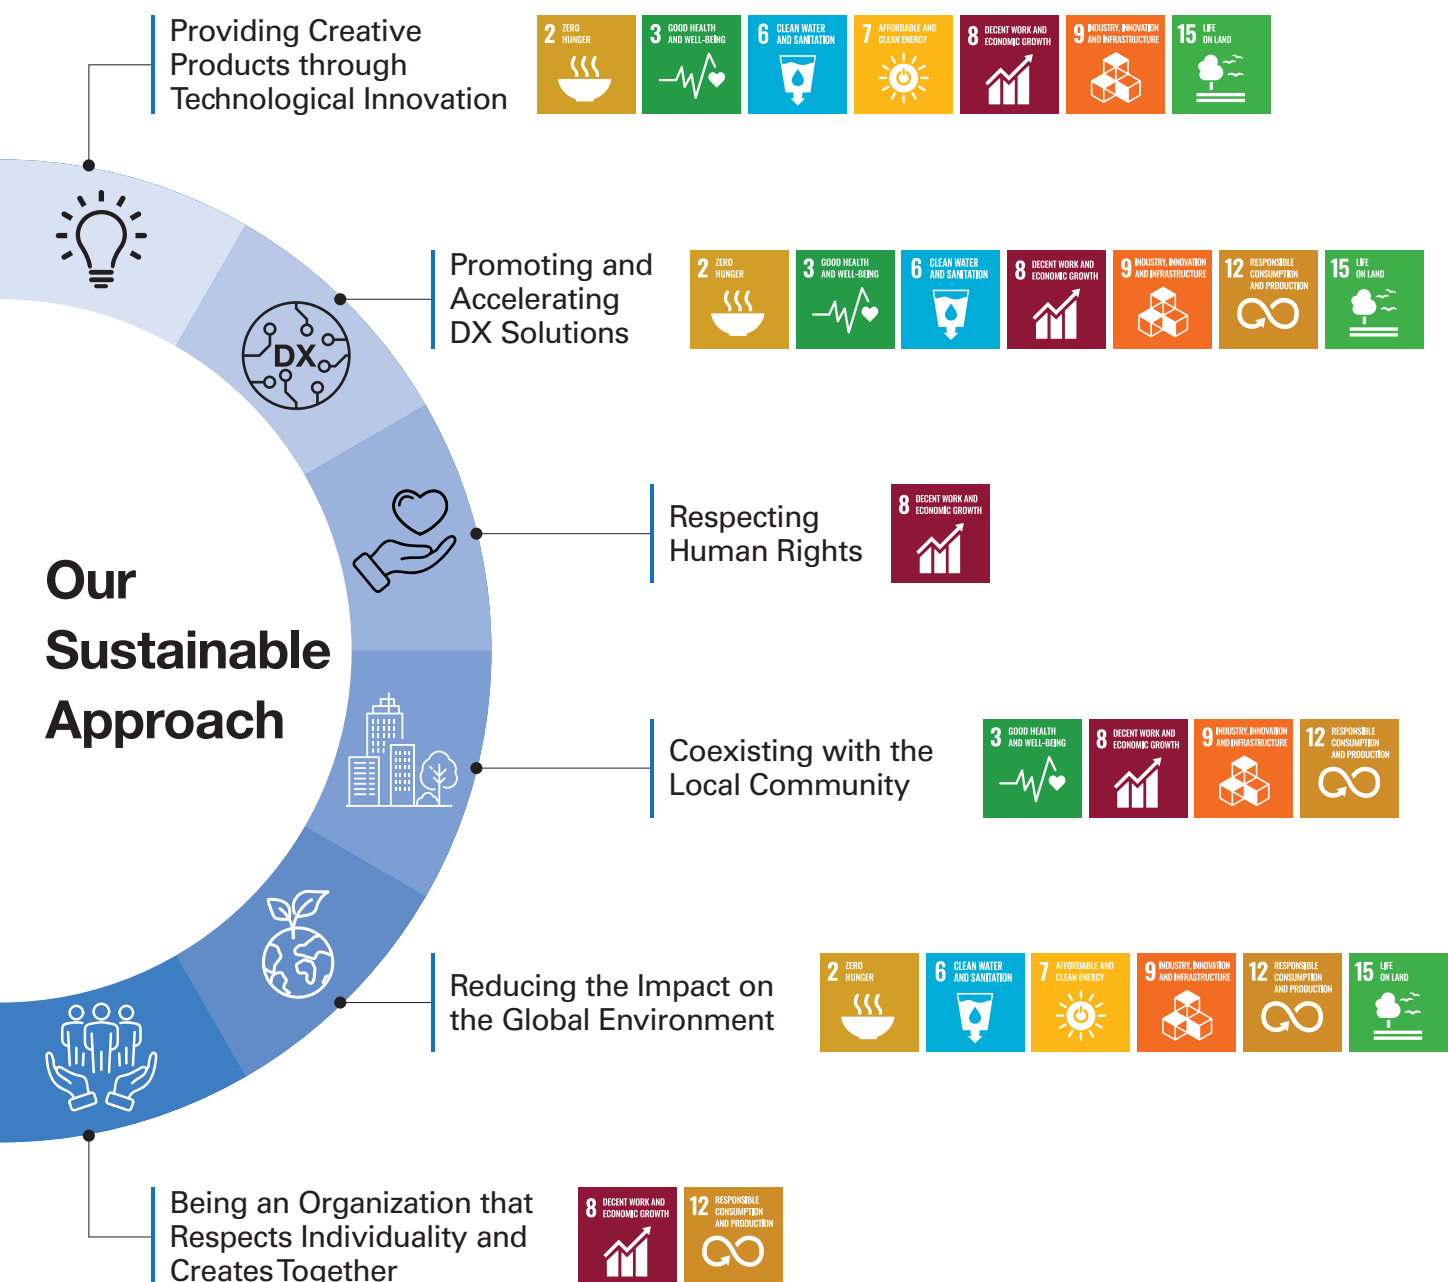 Providing Creative
Products through
Technological Innovation
2 ZERO
HUNGER
3 GOOD HEALTH
AND WELL-BEING
6 CLEAN WATER
AND SANITATION
7 AFFORDABLE AND
CLEAN ENERGY
8 DECENT WORK AND
ECONOMIC GROWTH
9 INDUSTRY, INNOVATION
AND INFRASTRUCTURE
15 LIFE
ON LAND
Promoting and
Accelerating
DX Solutions
2 ZERO
HUNGER
3 GOOD HEALTH
AND WELL-BEING
6 CLEAN WATER
AND SANITATION
8 DECENT WORK AND
ECONOMIC GROWTH
9 INDUSTRY, INNOVATION
AND INFRASTRUCTURE
12 RESPONSIBLE
CONSUMPTION
AND PRODUCTION
15 LIFE
ON LAND
DX
Respecting
Human Rights
8 DECENT WORK AND
ECONOMIC GROWTH
Our
Sustainable
Approach
Coexisting with the
Local Community
3 GOOD HEALTH
AND WELL-BEING
8 DECENT WORK AND
ECONOMIC GROWTH
9 INDUSTRY, INNOVATION
AND INFRASTRUCTURE
12 RESPONSIBLE
CONSUMPTION
AND PRODUCTION
Reducing the Impact on
the Global Environment
2 ZERO
HUNGER
6 CLEAN WATER
AND SANITATION
7 AFFORDABLE AND
CLEAN ENERGY
9 INDUSTRY, INNOVATION
AND INFRASTRUCTURE
12 RESPONSIBLE
CONSUMPTION
AND PRODUCTION
15 LIFE
ON LAND
Being an Organization that
Respects Individuality and
Creates Together
8 DECENT WORK AND
ECONOMIC GROWTH
12 RESPONSIBLE
CONSUMPTION
AND PRODUCTION